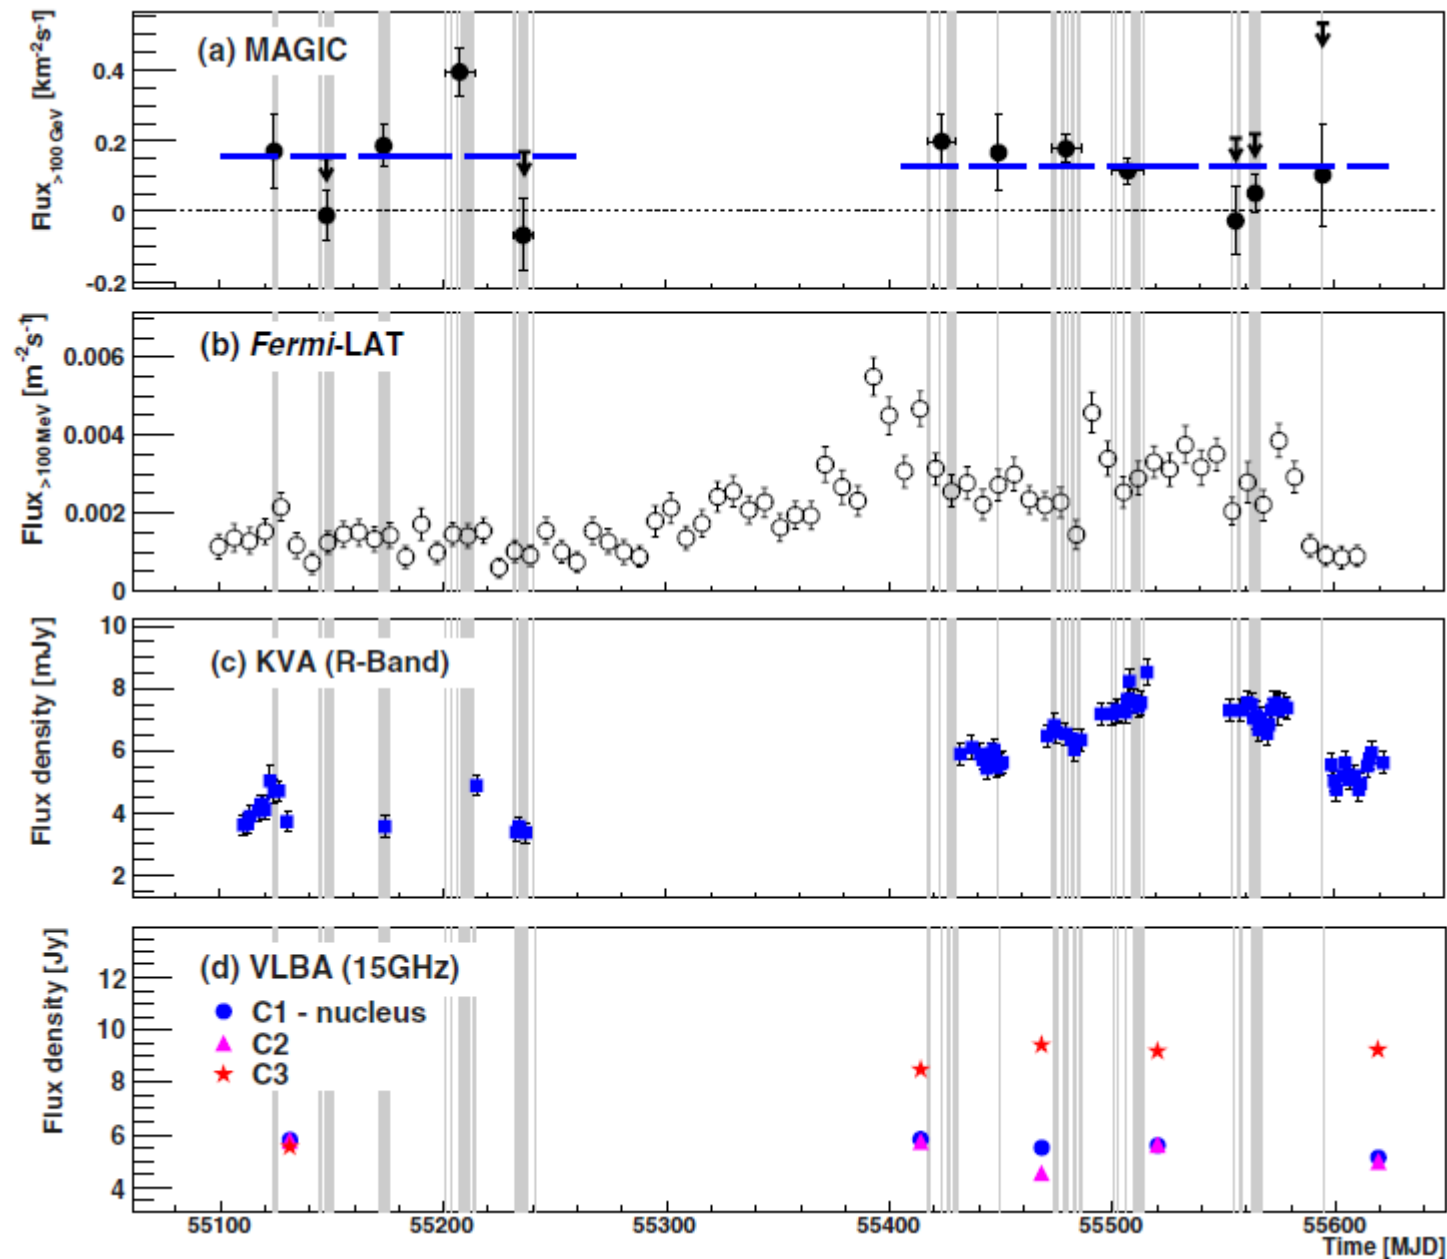 (a) MAGIC
Flux>100 GeV [km-2s-1]
0.4
0.2
0
-0.2
(b) Fermi-LAT
Flux>100 MeV [m-2s-1]
0.006
0.004
0.002
0
(c) KVA (R-Band)
Flux density [mJy]
10
8
6
4
2
(d) VLBA (15GHz)
C1 - nucleus
C2
C3
Flux density [Jy]
12
10
8
6
4
55100 55200 55300 55400 55500 55600
Time [MJD]